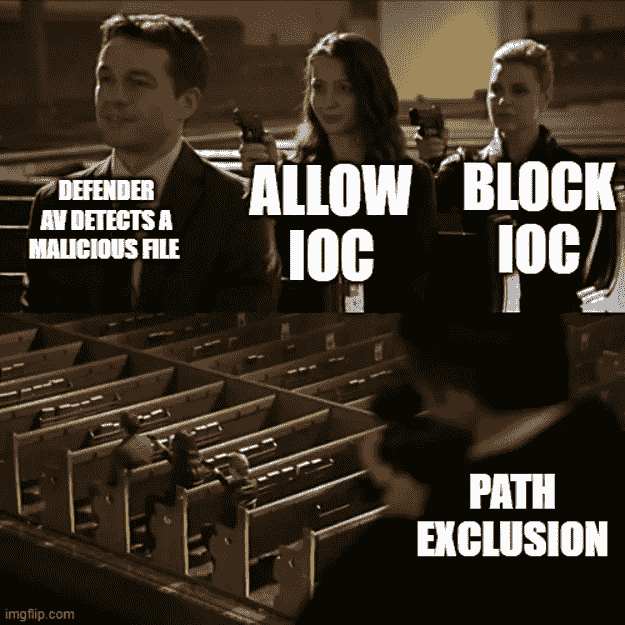 DEFENDER
AV DETECTS A
MALICIOUS FILE
ALLOW
IOC
BLOCK
IOC
PATH
EXCLUSION
imgflip.com